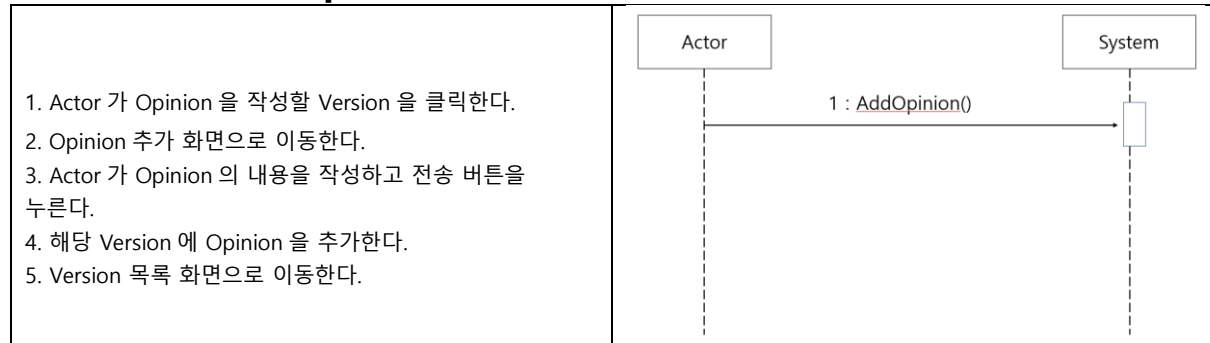 1. Actor 가 Opinion 을 작성할 Version 을 클릭한다.
2. Opinion 추가 화면으로 이동한다.
3. Actor 가 Opinion 의 내용을 작성하고 전송 버튼을
누른다.
4. 해당 Version 에 Opinion 을 추가한다.
5. Version 목록 화면으로 이동한다.
Actor
System
1 : AddOpinion()